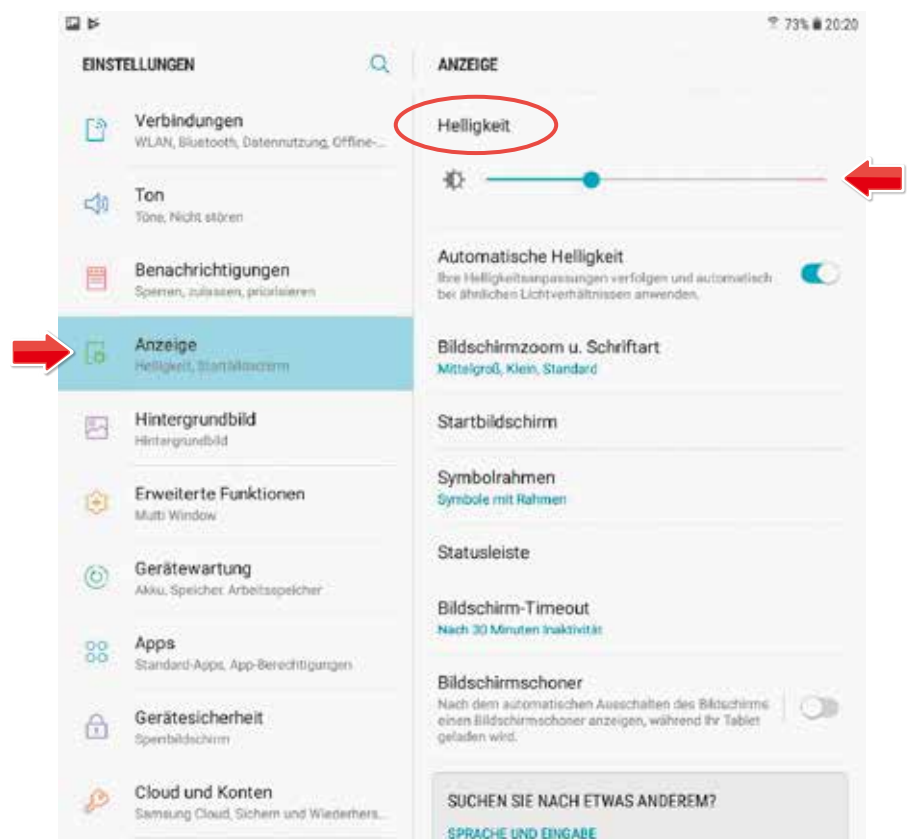 73% 20:20
EINSTELLUNGEN
Verbindungen
WLAN, Bluetooth, Datennutzung, Offline-...
Ton
Töne, Nicht stören
Benachrichtigungen
Sperren, zulassen, priorisieren
Anzeige
Helligkeit, Startbildschirm
Hintergrundbild
Hintergrundbild
Erweiterte Funktionen
Multi Window
Gerätewartung
Akku, Speicher, Arbeitsspeicher
Apps
Standard-Apps, App-Berechtigungen
Gerätesicherheit
Sperrbildschirm
Cloud und Konten
Samsung Cloud, Sichern und Wiederhers...
ANZEIGE
Helligkeit
Automatische Helligkeit
Ihre Helligkeitsanpassungen verfolgen und automatisch
bei ähnlichen Lichtverhältnissen anwenden.
Bildschirmzoom u. Schriftart
Mittelgroß, Klein, Standard
Startbildschirm
Symbolrahmen
Symbole mit Rahmen
Statusleiste
Bildschirm-Timeout
Nach 30 Minuten Inaktivität
Bildschirmschoner
Nach dem automatischen Ausschalten des Bildschirms
einen Bildschirmschoner anzeigen, während Ihr Tablet
geladen wird.
SUCHEN SIE NACH ETWAS ANDEREM?
SPRACHE UND EINGABE